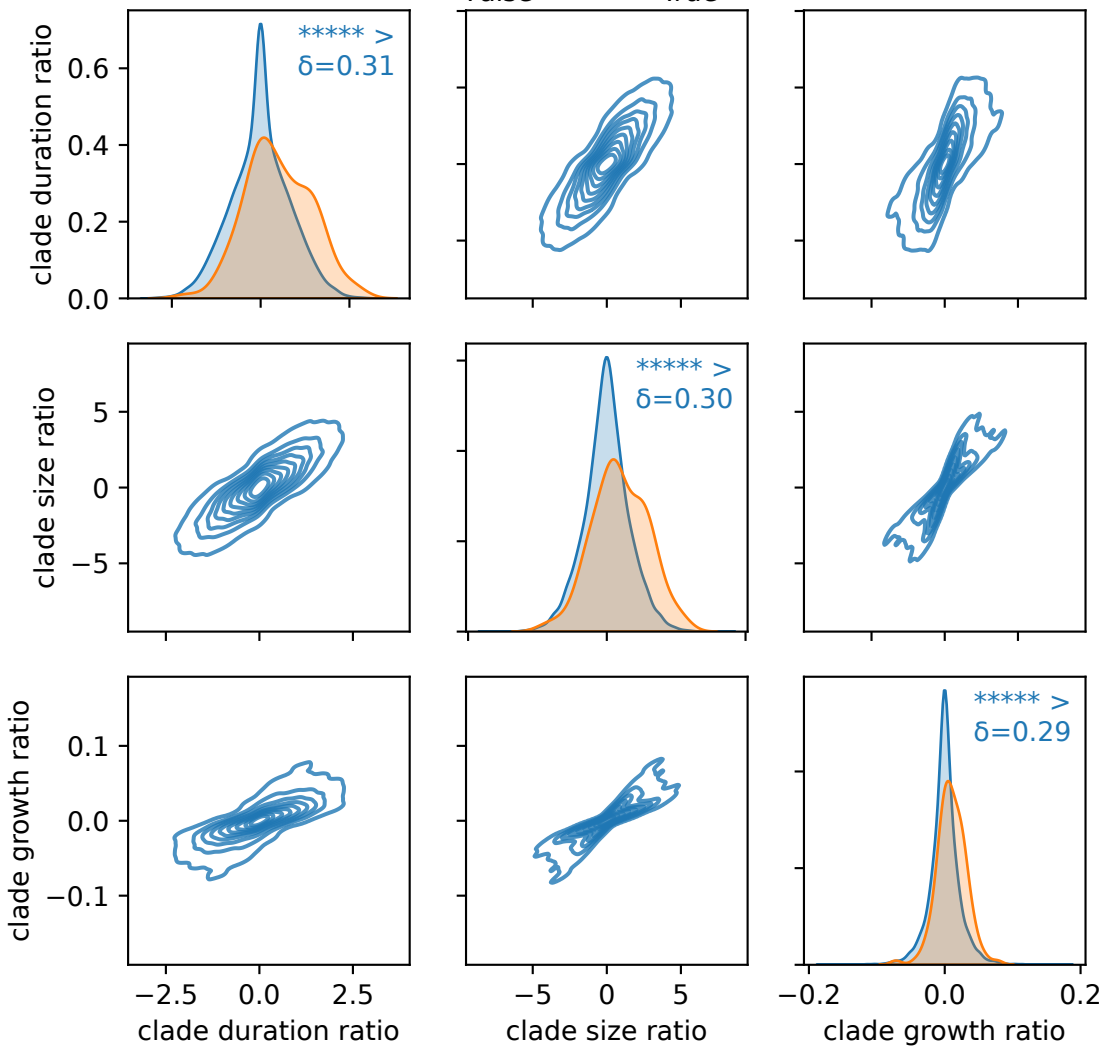 ***** >
δ=0.31
clade duration ratio
0.6
0.4
0.2
0.0
***** >
δ=0.30
clade size ratio
5
0
−5
***** >
δ=0.29
clade growth ratio
0.1
0.0
−0.1
−2.5 0.0 2.5
−5 0 5
−0.2 0.0 0.2
clade duration ratio
clade size ratio
clade growth ratio